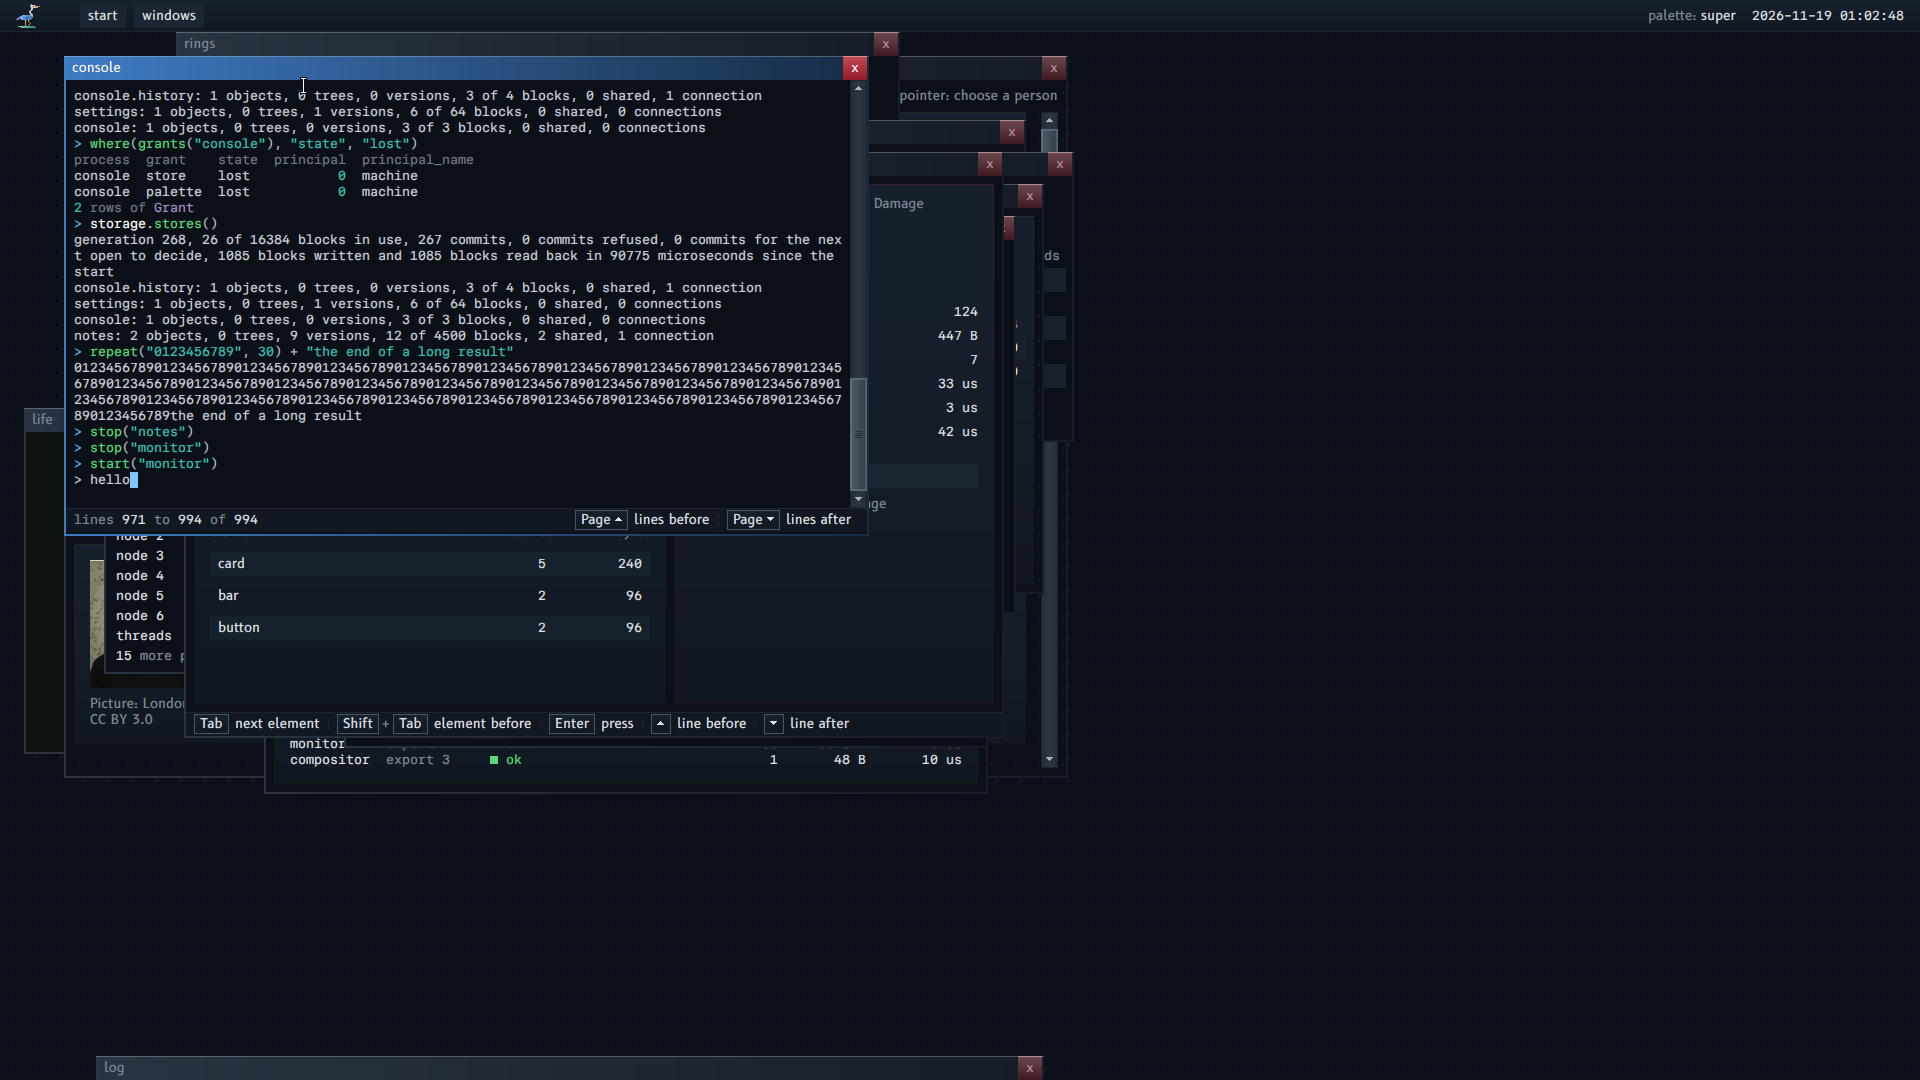 start windows palette: super 2026-11-19 01:02:48
rings x
console x
x
console.history: 1 objects, 0 trees, 0 versions, 3 of 4 blocks, 0 shared, 1 connection
pointer: choose a person
settings: 1 objects, 0 trees, 1 versions, 6 of 64 blocks, 0 shared, 0 connections
console: 1 objects, 0 trees, 0 versions, 3 of 3 blocks, 0 shared, 0 connections
x
> where(grants("console"), "state", "lost")
process grant state principal principal_name
x x
console store lost 0 machine
console palette lost 0 machine
x
2 rows of Grant
Damage
> storage.stores()
generation 268, 26 of 16384 blocks in use, 267 commits, 0 commits refused, 0 commits for the nex
t open to decide, 1085 blocks written and 1085 blocks read back in 90775 microseconds since the
ds
start
console.history: 1 objects, 0 trees, 0 versions, 3 of 4 blocks, 0 shared, 1 connection
settings: 1 objects, 0 trees, 1 versions, 6 of 64 blocks, 0 shared, 0 connections
124
console: 1 objects, 0 trees, 0 versions, 3 of 3 blocks, 0 shared, 0 connections
notes: 2 objects, 0 trees, 9 versions, 12 of 4500 blocks, 2 shared, 1 connection
447 B
> repeat("0123456789", 30) + "the end of a long result"
7
012345678901234567890123456789012345678901234567890123456789012345678901234567890123456789012345
678901234567890123456789012345678901234567890123456789012345678901234567890123456789012345678901
33 us
234567890123456789012345678901234567890123456789012345678901234567890123456789012345678901234567
3 us
890123456789the end of a long result
life
> stop("notes")
42 us
> stop("monitor")
> start("monitor")
> hello
age
lines 971 to 994 of 994 Page lines before Page lines after
node 2
node 3
card 5 240
node 4
node 5
bar 2 96
node 6
button 2 96
threads
15 more p
Picture: Londo
CC BY 3.0
Tab next element Shift + Tab element before Enter press line before line after
monitor
compositor export 3 ok 1 48 B 10 us
log x